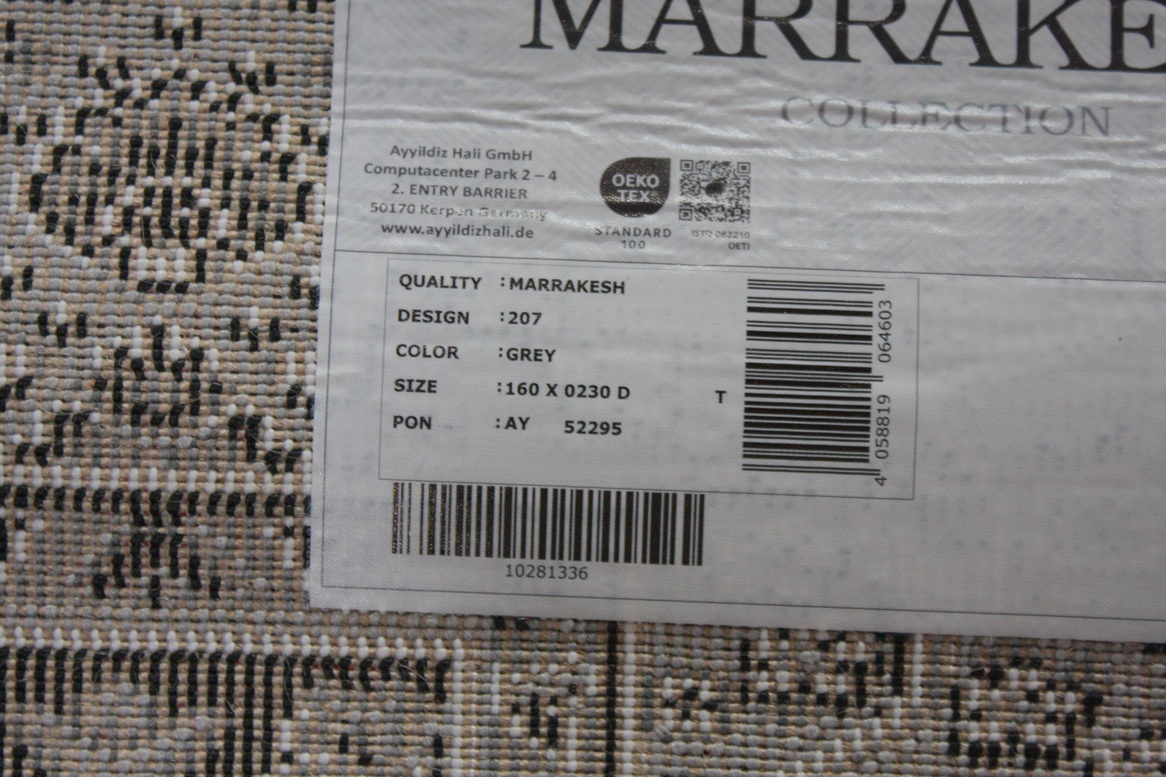 MARRAKE
COLLECTION
Ayyildiz Hali GmbH
Computacenter Park 2 – 4
2. ENTRY BARRIER
50170 Kerpen Germany
www.ayyildizhali.de
OEKO
TEX®
STANDARD
100
OETI
QUALITY : MARRAKESH
DESIGN : 207
COLOR : GREY
SIZE : 160 X 0230 D
T
PON : AY 52295
4 058819 064603
10281336